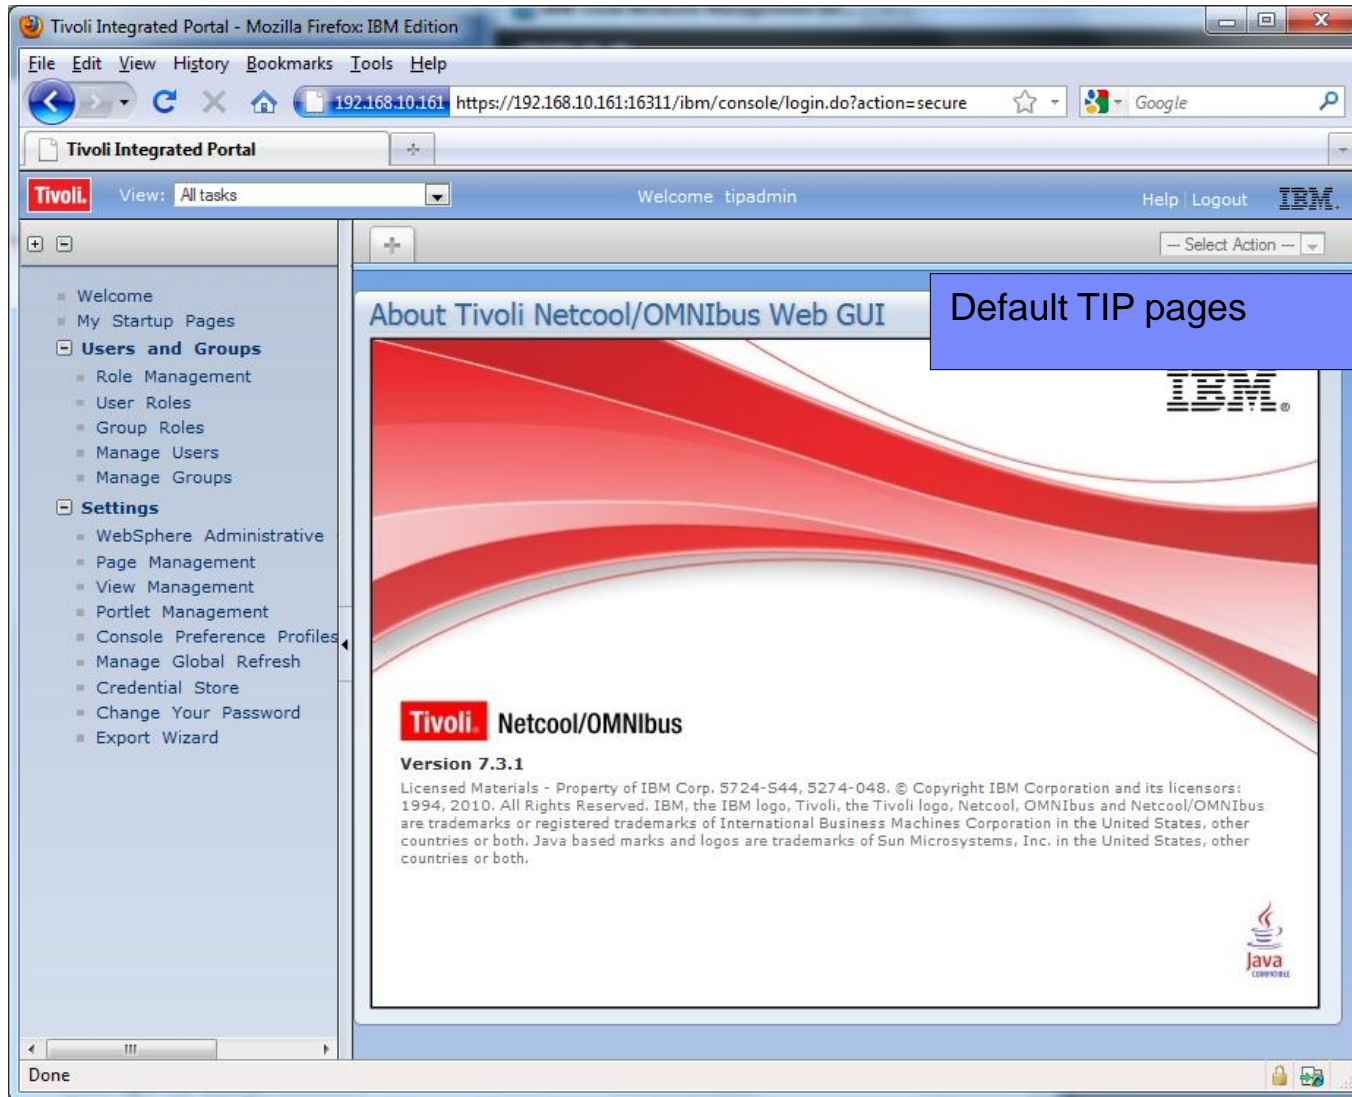 Tivoli Integrated Portal - Mozilla Firefox: IBM Edition
File Edit View History Bookmarks Tools Help
192.168.10.161 https://192.168.10.161:16311/ibm/console/login.do?action=secure Google
Tivoli Integrated Portal
Tivoli. View: All tasks Welcome tipadmin Help Logout IBM.
--- Select Action ---
Welcome
My Startup Pages
Users and Groups
Role Management
User Roles
Group Roles
Manage Users
Manage Groups
Settings
WebSphere Administrative
Page Management
View Management
Portlet Management
Console Preference Profiles
Manage Global Refresh
Credential Store
Change Your Password
Export Wizard
About Tivoli Netcool/OMNIbus Web GUI
Default TIP pages
IBM®
Tivoli. Netcool/OMNIbus
Version 7.3.1
Licensed Materials - Property of IBM Corp. 5724-S44, 5274-048. © Copyright IBM Corporation and its licensors:
1994, 2010. All Rights Reserved. IBM, the IBM logo, Tivoli, the Tivoli logo, Netcool, OMNIbus and Netcool/OMNIbus
are trademarks or registered trademarks of International Business Machines Corporation in the United States, other
countries or both. Java based marks and logos are trademarks of Sun Microsystems, Inc. in the United States, other
countries or both.
Java
COMPATIBLE
Done